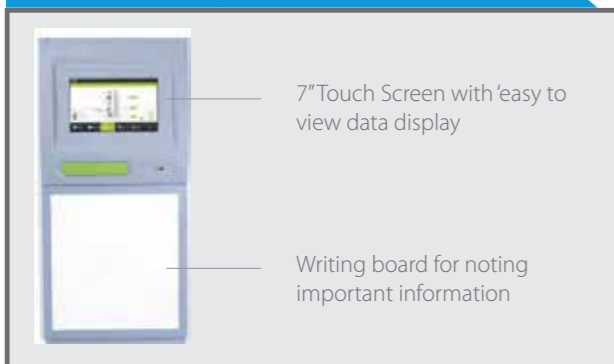 7” Touch Screen with ‘easy to
view data display
Writing board for noting
important information